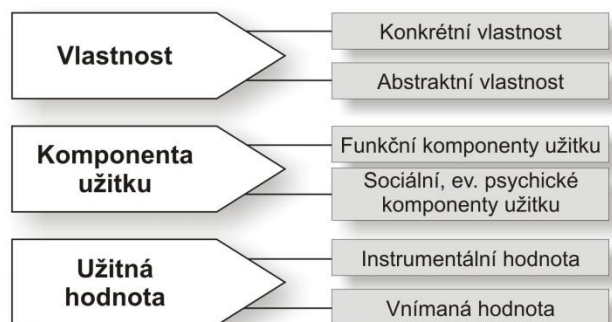 Vlastnost
Konkrétní vlastnost
Abstraktní vlastnost
Komponenta
užitku
Funkční komponenty užitku
Sociální, ev. psychické
komponenty užitku
Užitná
hodnota
Instrumentální hodnota
Vnímaná hodnota